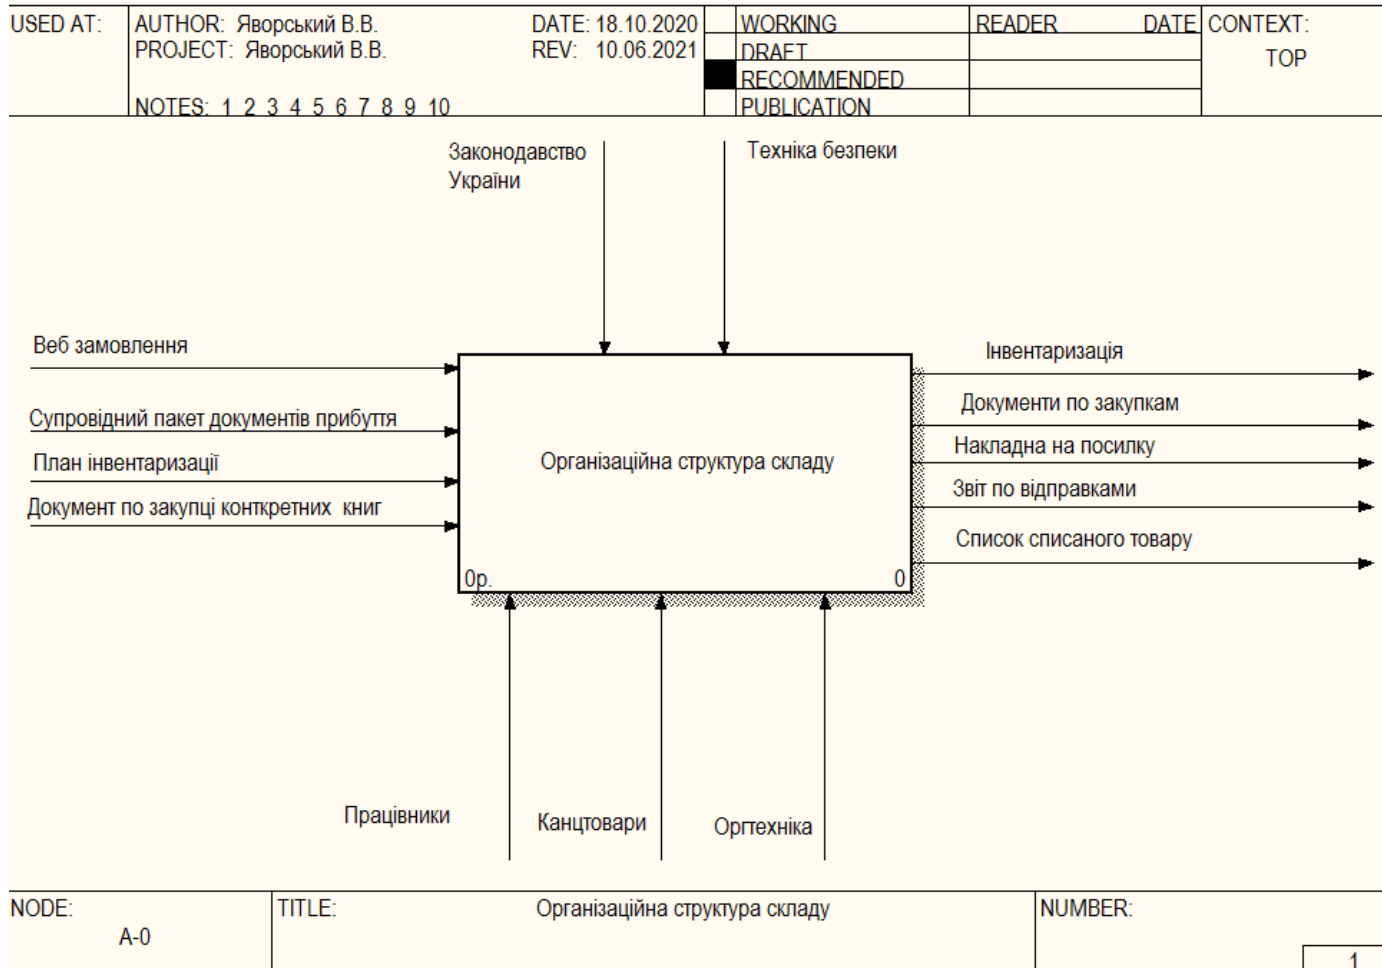 USED AT:
AUTHOR: Яворський В.В.
DATE: 18.10.2020
PROJECT: Яворський В.В.
REV: 10.06.2021
NOTES: 1 2 3 4 5 6 7 8 9 10
WORKING
DRAFT
RECOMMENDED
PUBLICATION
READER
DATE
CONTEXT:
TOP
Законодавство
України
Техніка безпеки
Веб замовлення
Супровідний пакет документів прибуття
План інвентаризації
Документ по закупці конткретних книг
Організаційна структура складу
0р.
0
Інвентаризація
Документи по закупкам
Накладна на посилку
Звіт по відправками
Список списаного товару
Працівники
Канцтовари
Оргтехніка
NODE:
A-0
TITLE:
Організаційна структура складу
NUMBER:
1